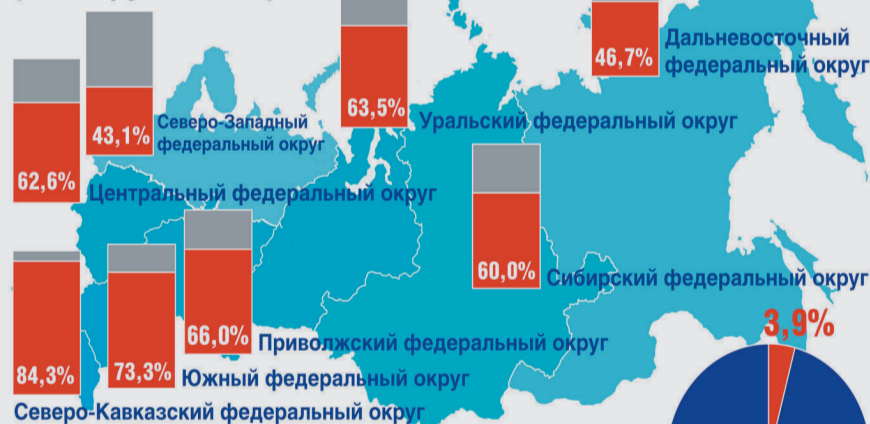 46,7%
Дальневосточный
федеральный округ
63,5%
Уральский федеральный округ
43,1%
Северо-Западный
федеральный округ
62,6%
Центральный федеральный округ
60,0%
Сибирский федеральный округ
66,0%
Приволжский федеральный округ
73,3%
Южный федеральный округ
84,3%
Северо-Кавказский федеральный округ
3,9%